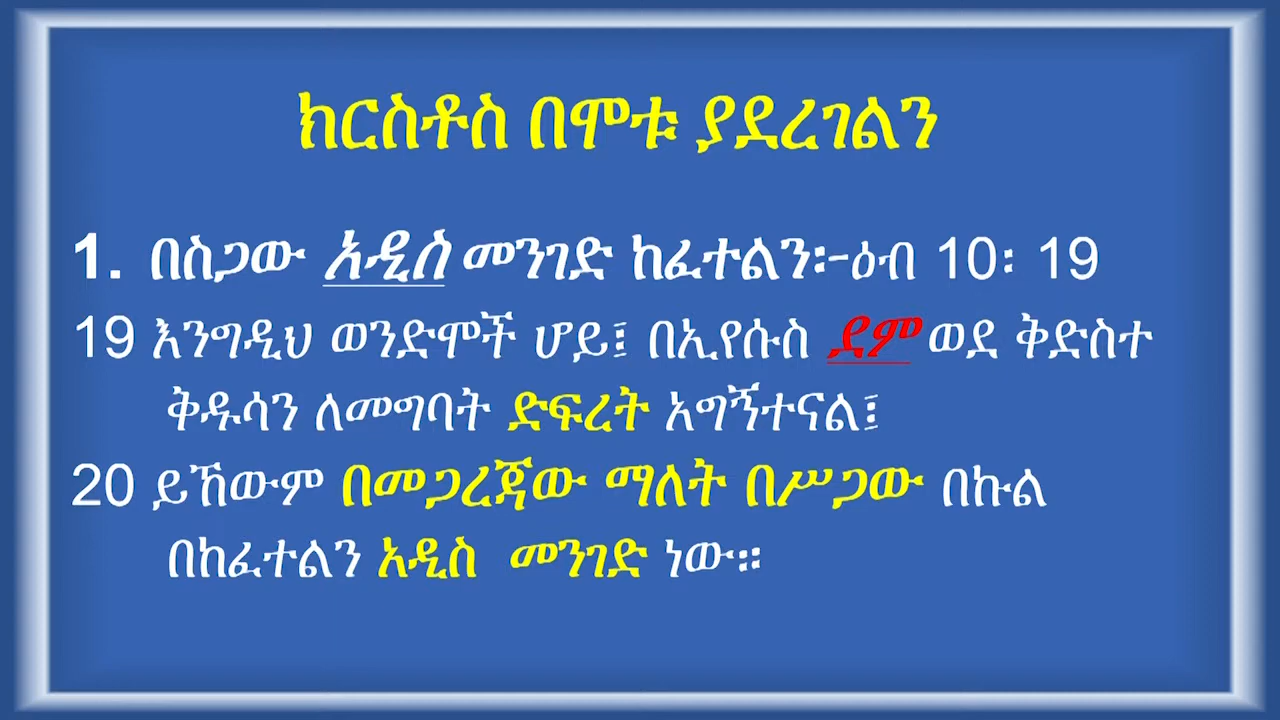 ክርስቶስ በሞቱ ያደረገልን
1. በስጋው አዲስ መንገድ ከፈተልን፡-ዕብ 10፡ 19
19 እንግዲህ ወንድሞች ሆይ፤ በኢየሱስ ደም ወደ ቅድስተ
ቅዱሳን ለመግባት ድፍረት አግኝተናል፤
20 ይኸውም በመጋረጃው ማለት በሥጋው በኩል
በከፈተልን አዲስ መንገድ ነው።